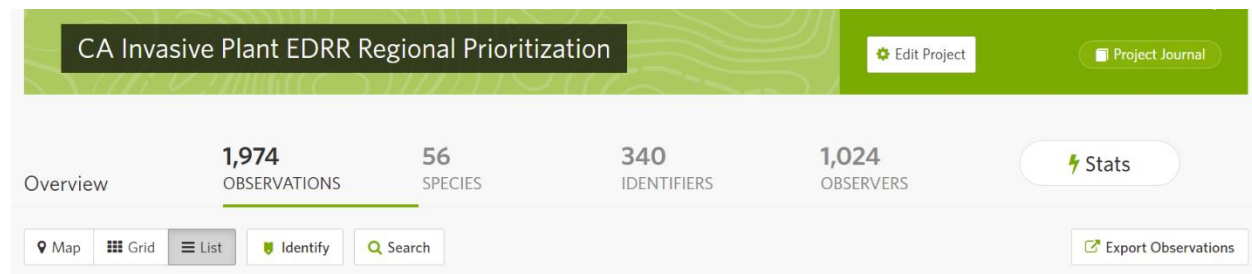 CA Invasive Plant EDRR Regional Prioritization
Edit Project
Project Journal
Overview
1,974
OBSERVATIONS
56
SPECIES
340
IDENTIFIERS
1,024
OBSERVERS
Stats
Map
Grid
List
Identify
Search
Export Observations